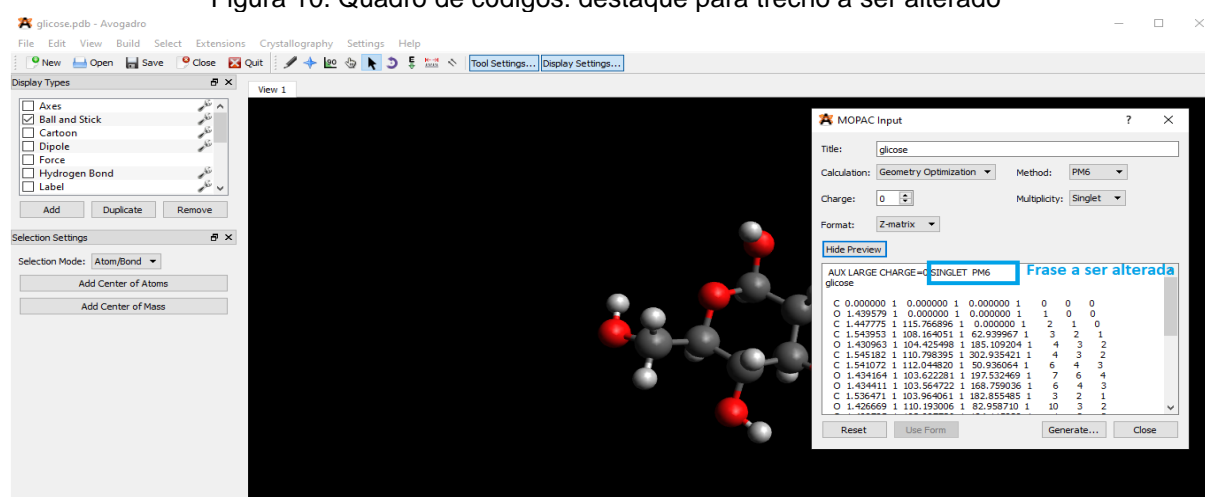 Figura 10: Quadro de códigos: destaque para trecho a ser alterado
glicose.pdb - Avogadro
File Edit View Build Select Extensions Crystallography Settings Help
New Open Save Close Quit Tool Settings... Display Settings...
Display Types
View 1
Axes
Ball and Stick
Cartoon
Dipole
Force
Hydrogen Bond
Label
Add Duplicate Remove
Selection Settings
Selection Mode: Atom/Bond
Add Center of Atoms
Add Center of Mass
MOPAC Input ?
Title: glicose
Calculation: Geometry Optimization Method: PM6
Charge: 0 Multiplicity: Singlet
Format: Z-matrix
Hide Preview
AUX LARGE CHARGE=0 SINGLET PM6 Frase a ser alterada
glicose
C 0.000000 1 0.000000 1 0.000000 1 0 0 0
O 1.439579 1 0.000000 1 0.000000 1 1 0 0
C 1.447775 1 115.766896 1 0.000000 1 2 1 0
C 1.543953 1 108.164051 1 62.939967 1 3 2 1
O 1.430963 1 104.425498 1 185.109204 1 4 3 2
C 1.545182 1 110.798395 1 302.935421 1 4 3 2
C 1.541072 1 112.044820 1 50.936064 1 6 4 3
O 1.434164 1 103.622281 1 197.532469 1 7 6 4
O 1.434411 1 103.564722 1 168.759036 1 6 4 3
C 1.536471 1 103.964061 1 182.855485 1 3 2 1
O 1.426669 1 110.193006 1 82.958710 1 10 3 2
Reset Use Form Generate... Close